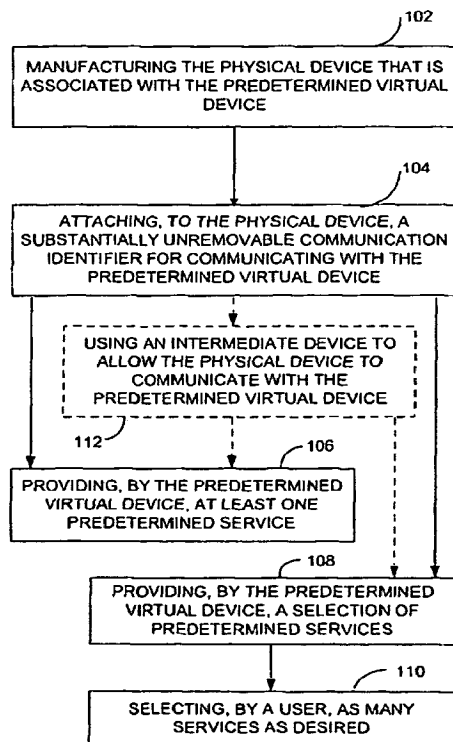 102
MANUFACTURING THE PHYSICAL DEVICE THAT IS
ASSOCIATED WITH THE PREDETERMINED VIRTUAL
DEVICE
104
ATTACHING, TO THE PHYSICAL DEVICE, A
SUBSTANTIALLY UNREMOVABLE COMMUNICATION
IDENTIFIER FOR COMMUNICATING WITH THE
PREDETERMINED VIRTUAL DEVICE
USING AN INTERMEDIATE DEVICE TO
ALLOW THE PHYSICAL DEVICE TO
COMMUNICATE WITH THE
PREDETERMINED VIRTUAL DEVICE
112
106
PROVIDING, BY THE PREDETERMINED
VIRTUAL DEVICE, AT LEAST ONE
PREDETERMINED SERVICE
108
PROVIDING, BY THE PREDETERMINED
VIRTUAL DEVICE, A SELECTION OF
PREDETERMINED SERVICES
110
SELECTING, BY A USER, AS MANY
SERVICES AS DESIRED